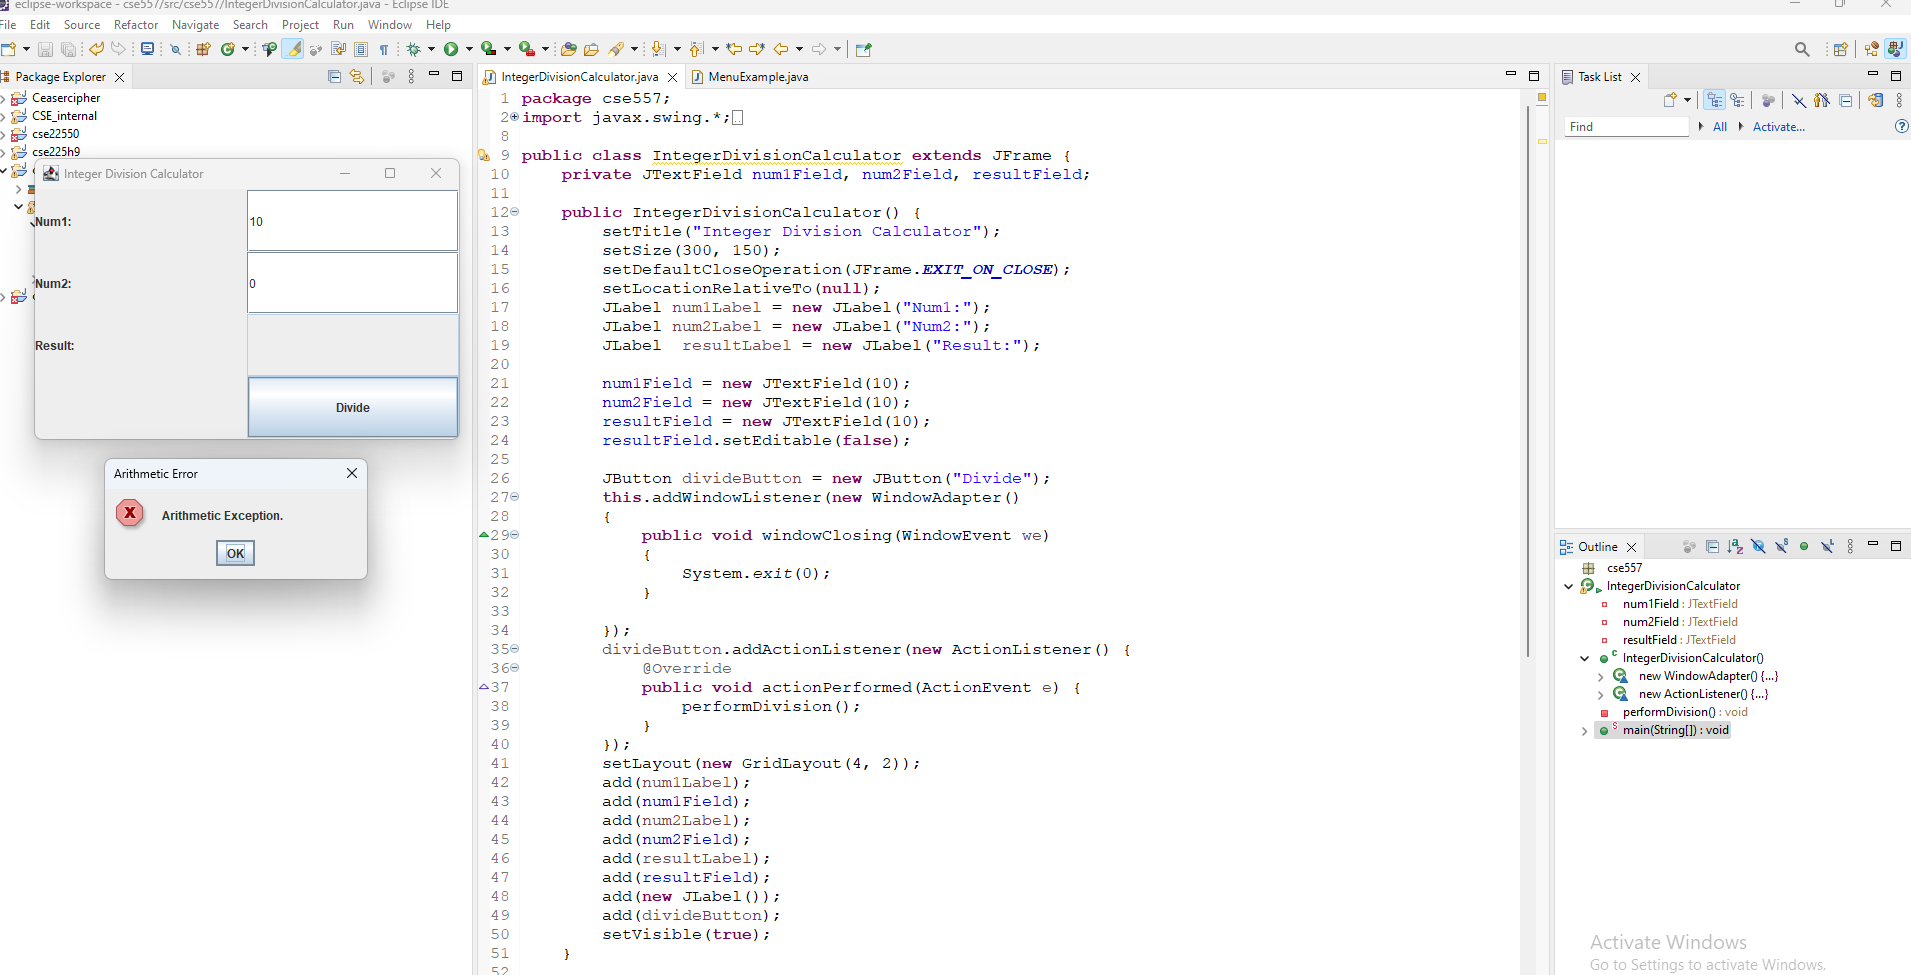 eclipse-workspace - cse557/src/cse557/IntegerDivisionCalculator.java - Eclipse IDE
File Edit Source Refactor Navigate Search Project Run Window Help
Package Explorer
Ceasercipher
CSE_internal
cse22550
cse225h9
Integer Division Calculator
Num1:
10
Num2:
0
Result:
Divide
Arithmetic Error
X
Arithmetic Exception.
OK
IntegerDivisionCalculator.java
MenuExample.java
1 package cse557;
2 import javax.swing.*;
8
9 public class IntegerDivisionCalculator extends JFrame {
10 private JTextField num1Field, num2Field, resultField;
11
12 public IntegerDivisionCalculator() {
13 setTitle("Integer Division Calculator");
14 setSize(300, 150);
15 setDefaultCloseOperation(JFrame.EXIT_ON_CLOSE);
16 setLocationRelativeTo(null);
17 JLabel num1Label = new JLabel("Num1:");
18 JLabel num2Label = new JLabel("Num2:");
19 JLabel resultLabel = new JLabel("Result:");
20
21 num1Field = new JTextField(10);
22 num2Field = new JTextField(10);
23 resultField = new JTextField(10);
24 resultField.setEditable(false);
25
26 JButton divideButton = new JButton("Divide");
27 this.addWindowListener(new WindowAdapter()
28 {
29 public void windowClosing(WindowEvent we)
30 {
31 System.exit(0);
32 }
33
34 });
35 divideButton.addActionListener(new ActionListener() {
36 @Override
37 public void actionPerformed(ActionEvent e) {
38 performDivision();
39 }
40 });
41 setLayout(new GridLayout(4, 2));
42 add(num1Label);
43 add(num1Field);
44 add(num2Label);
45 add(num2Field);
46 add(resultLabel);
47 add(resultField);
48 add(new JLabel());
49 add(divideButton);
50 setVisible(true);
51 }
52
Task List
Find
All
Activate...
Outline
cse557
IntegerDivisionCalculator
num1Field : JTextField
num2Field : JTextField
resultField : JTextField
IntegerDivisionCalculator()
new WindowAdapter() {...}
new ActionListener() {...}
performDivision() : void
main(String[]) : void
Activate Windows
Go to Settings to activate Windows.